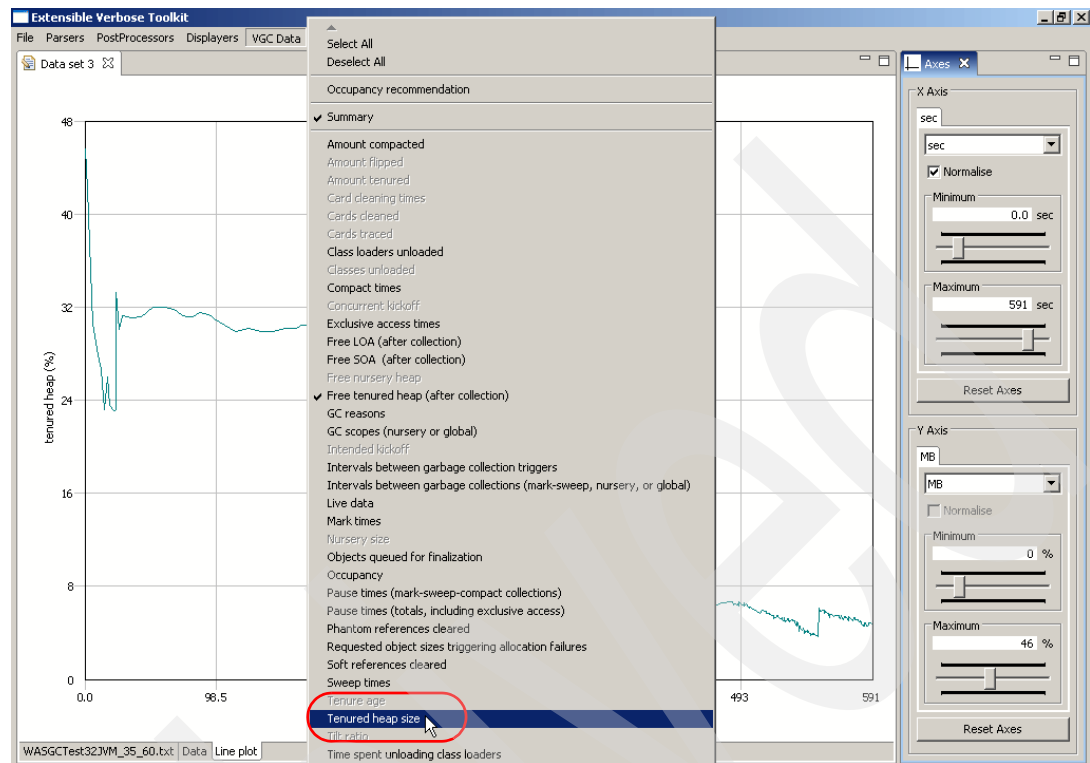 Extensible Verbose Toolkit
File Parsers PostProcessors Displayers VGC Data
Data set 3
48
40
32
24
16
8
0
tenured heap (%)
0.0 98.5 493 591
WASGCTest32JVM_35_60.txt Data Line plot
Select All
Deselect All
Occupancy recommendation
Summary
Amount compacted
Amount flipped
Amount tenured
Card cleaning times
Cards cleaned
Cards traced
Class loaders unloaded
Classes unloaded
Compact times
Concurrent kickoff
Exclusive access times
Free LOA (after collection)
Free SOA (after collection)
Free nursery heap
Free tenured heap (after collection)
GC reasons
GC scopes (nursery or global)
Intended kickoff
Intervals between garbage collection triggers
Intervals between garbage collections (mark-sweep, nursery, or global)
Live data
Mark times
Nursery size
Objects queued for finalization
Occupancy
Pause times (mark-sweep-compact collections)
Pause times (totals, including exclusive access)
Phantom references cleared
Requested object sizes triggering allocation failures
Soft references cleared
Sweep times
Tenure age
Tenured heap size
Tilt ratio
Time spent unloading class loaders
Axes
X Axis
sec
sec
Normalise
Minimum
0.0 sec
Maximum
591 sec
Reset Axes
Y Axis
MB
MB
Normalise
Minimum
0 %
Maximum
46 %
Reset Axes